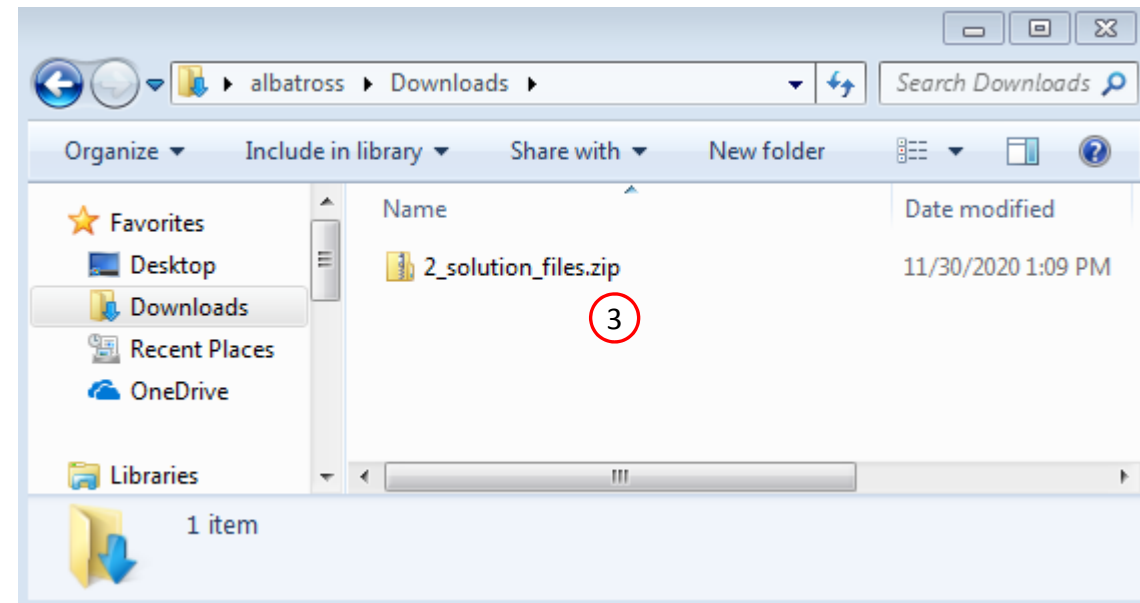 albatross Downloads
Search Downloads
Organize Include in library Share with New folder
Favorites
Desktop
Downloads
Recent Places
OneDrive
Libraries
Name Date modified
2_solution_files.zip 11/30/2020 1:09 PM
3
1 item